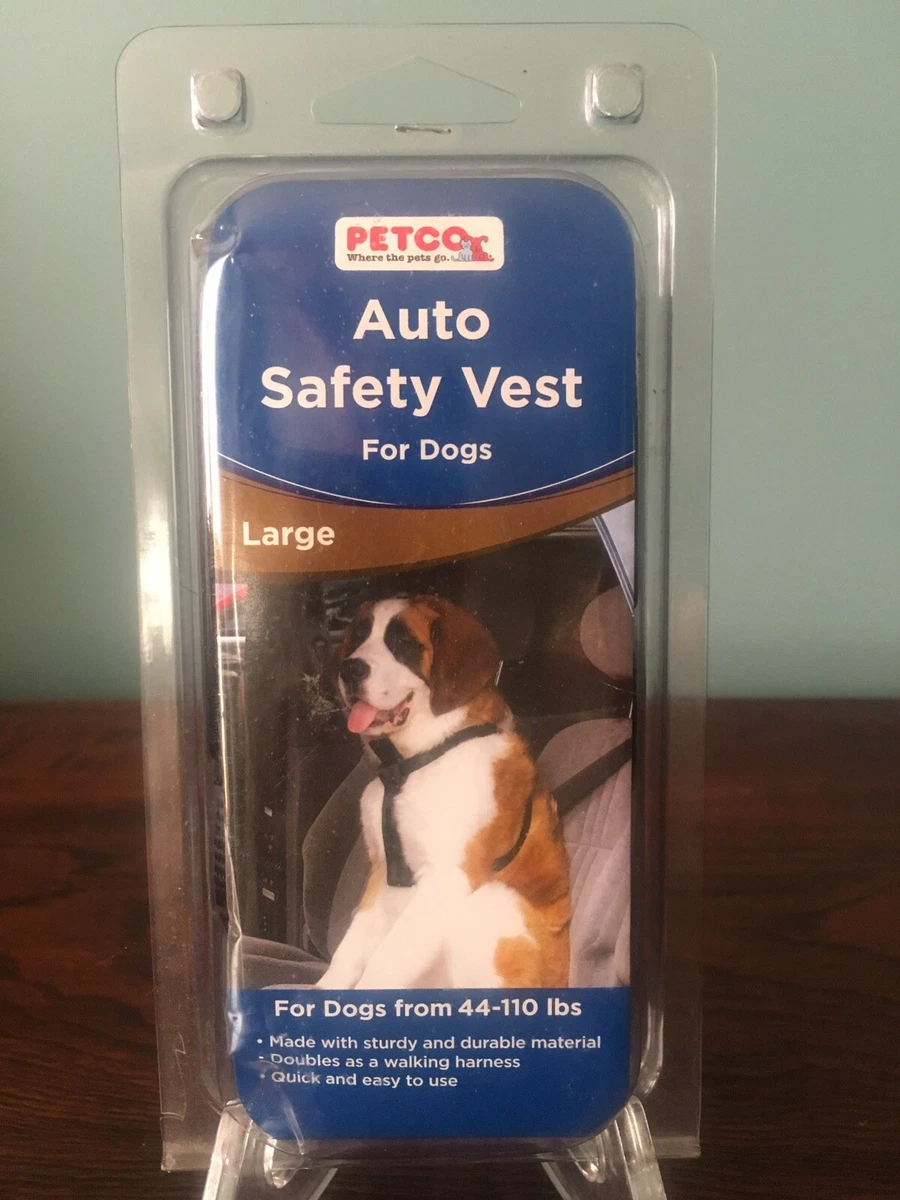 PETCO
Where the pets go.
Auto
Safety Vest
For Dogs
Large
For Dogs from 44-110 lbs
• Made with sturdy and durable material
• Doubles as a walking harness
• Quick and easy to use